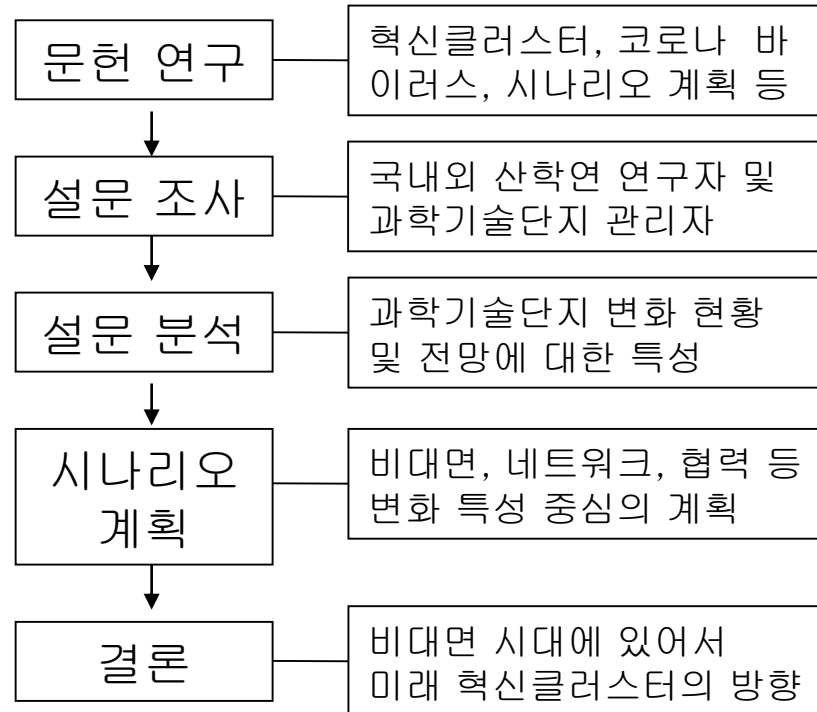 문헌 연구
혁신클러스터, 코로나 바
이러스, 시나리오 계획 등
설문 조사
국내외 산학연 연구자 및
과학기술단지 관리자
설문 분석
과학기술단지 변화 현황
및 전망에 대한 특성
시나리오
계획
비대면, 네트워크, 협력 등
변화 특성 중심의 계획
결론
비대면 시대에 있어서
미래 혁신클러스터의 방향